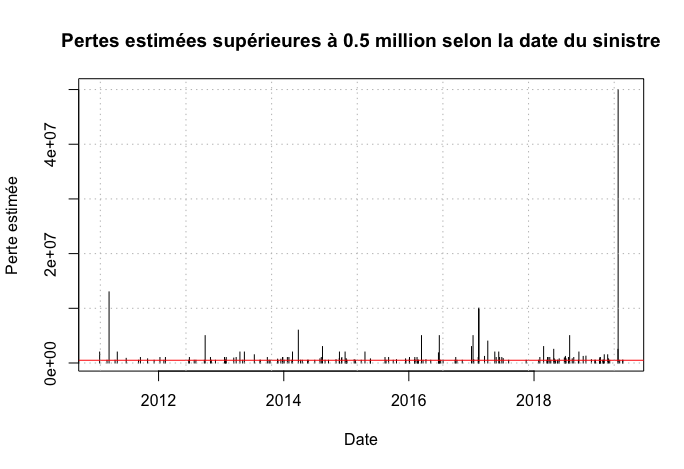 Pertes estimées supérieures à 0.5 million selon la date du sinistre
Perte estimée
4e+07
2e+07
0e+00
2012 2014 2016 2018
Date